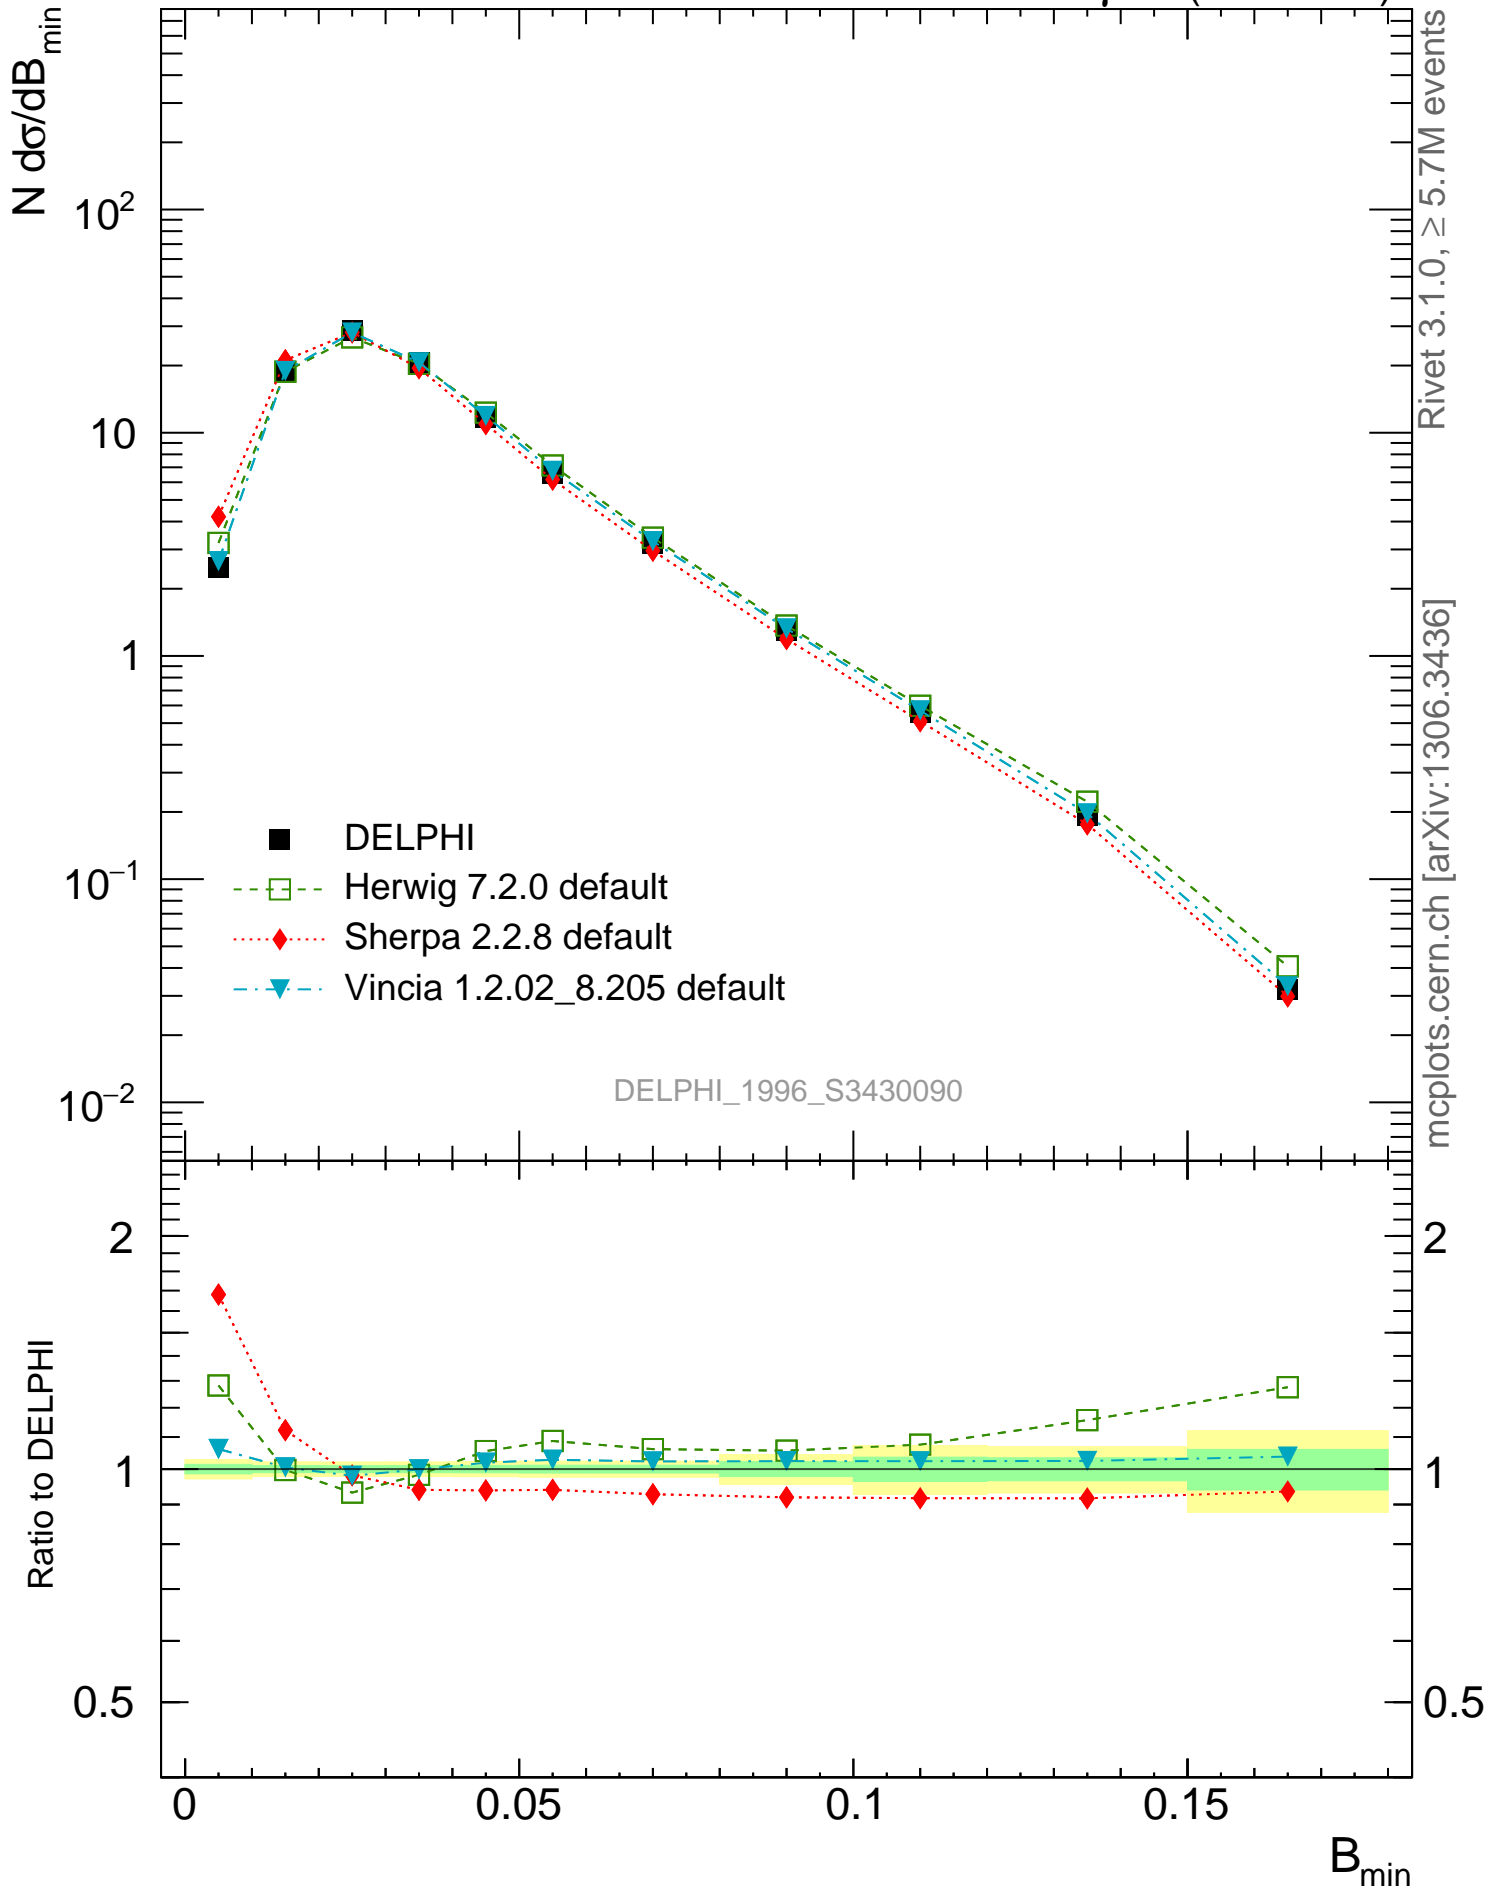 N dσ/dB_min
10²
10
1
10⁻¹
10⁻²
DELPHI
Herwig 7.2.0 default
Sherpa 2.2.8 default
Vincia 1.2.02_8.205 default
DELPHI_1996_S3430090
Rivet 3.1.0, ≥ 5.7M events
mcplots.cern.ch [arXiv:1306.3436]
Ratio to DELPHI
2
1
0.5
2
1
0.5
0 0.05 0.1 0.15
B_min